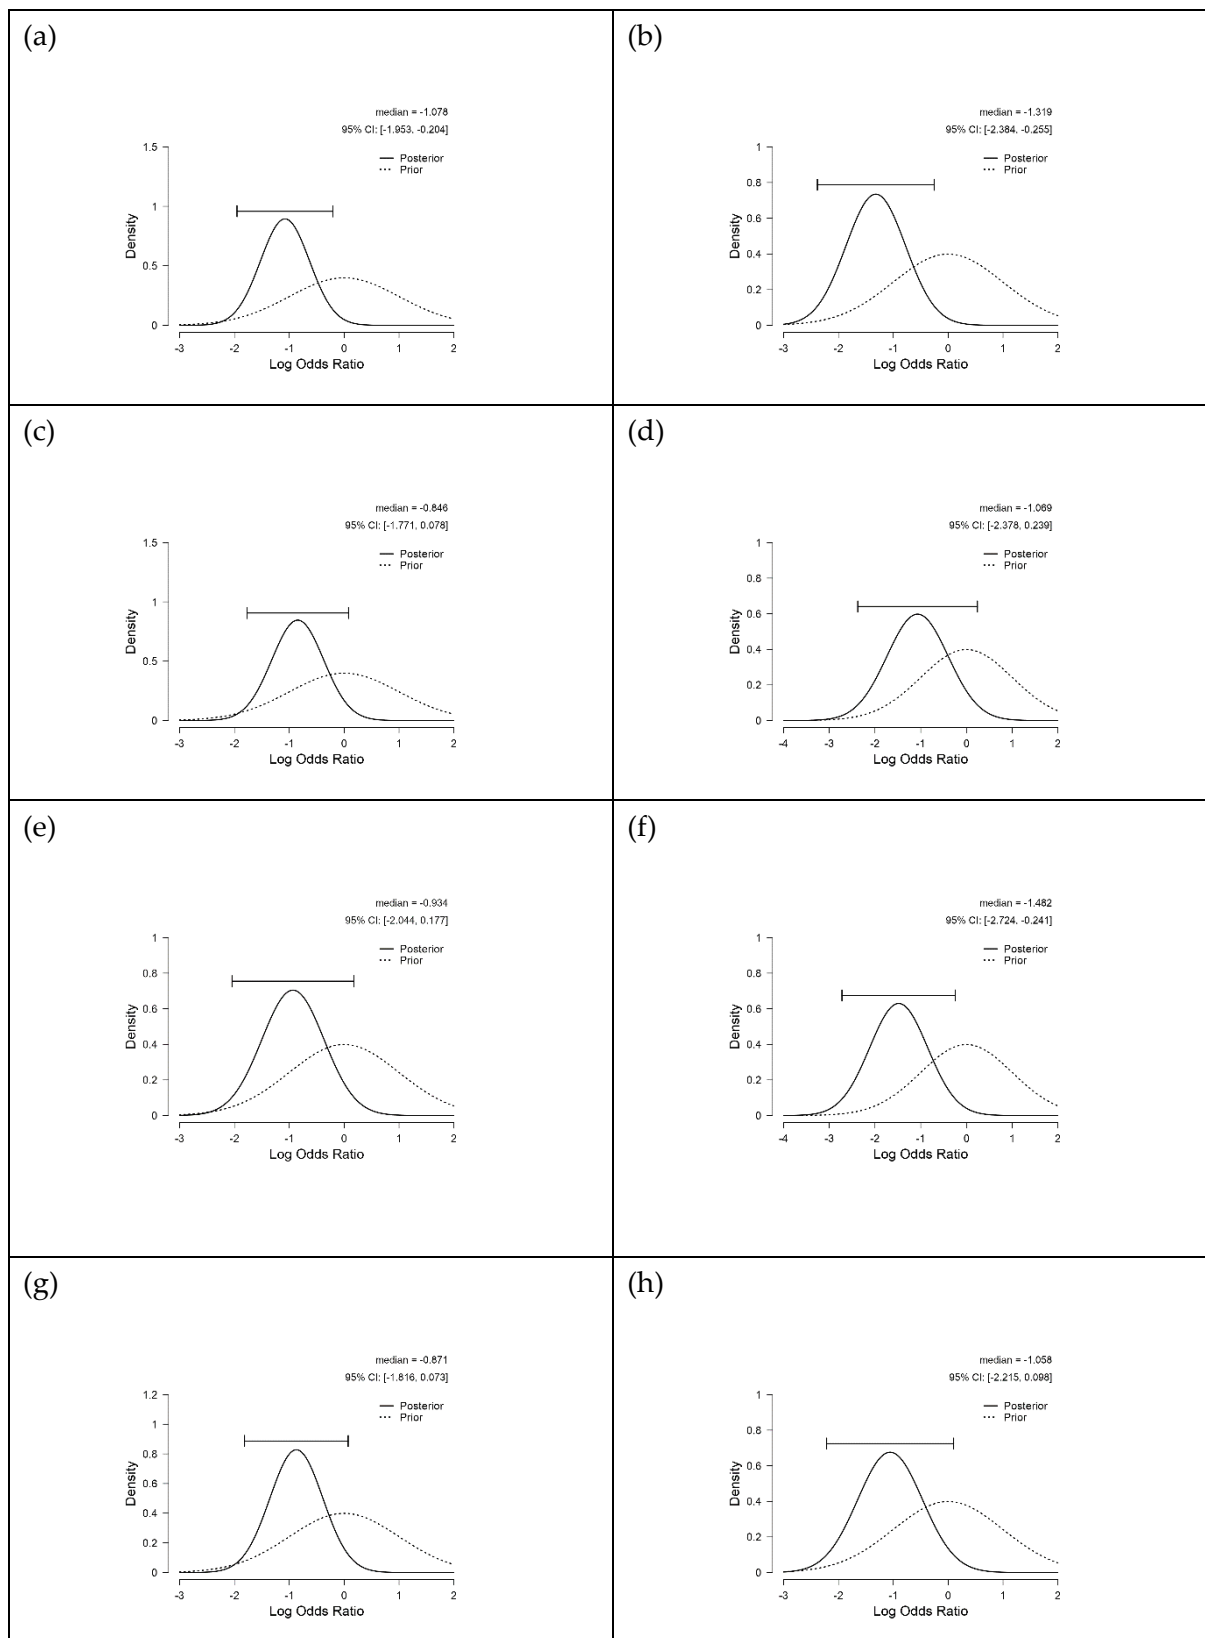 (a)
median = -1.078
95% CI: [-1.953, -0.204]
Posterior
Prior
1.5
1
0.5
0
Density
-3 -2 -1 0 1 2
Log Odds Ratio
(b)
median = -1.319
95% CI: [-2.384, -0.255]
Posterior
Prior
1
0.8
0.6
0.4
0.2
0
Density
-3 -2 -1 0 1 2
Log Odds Ratio
(c)
median = -0.846
95% CI: [-1.771, 0.078]
Posterior
Prior
1.5
1
0.5
0
Density
-3 -2 -1 0 1 2
Log Odds Ratio
(d)
median = -1.069
95% CI: [-2.378, 0.239]
Posterior
Prior
1
0.8
0.6
0.4
0.2
0
Density
-4 -3 -2 -1 0 1 2
Log Odds Ratio
(e)
median = -0.934
95% CI: [-2.044, 0.177]
Posterior
Prior
1
0.8
0.6
0.4
0.2
0
Density
-3 -2 -1 0 1 2
Log Odds Ratio
(f)
median = -1.482
95% CI: [-2.724, -0.241]
Posterior
Prior
1
0.8
0.6
0.4
0.2
0
Density
-4 -3 -2 -1 0 1 2
Log Odds Ratio
(g)
median = -0.871
95% CI: [-1.816, 0.073]
Posterior
Prior
1.2
1
0.8
0.6
0.4
0.2
0
Density
-3 -2 -1 0 1 2
Log Odds Ratio
(h)
median = -1.058
95% CI: [-2.215, 0.098]
Posterior
Prior
1
0.8
0.6
0.4
0.2
0
Density
-3 -2 -1 0 1 2
Log Odds Ratio